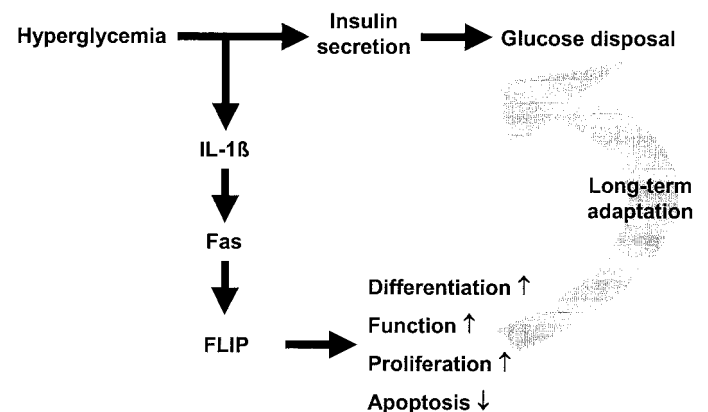 Hyperglycemia
Insulin
secretion
Glucose disposal
IL-1ß
Fas
FLIP
Differentiation ↑
Function ↑
Proliferation ↑
Apoptosis ↓
Long-term
adaptation